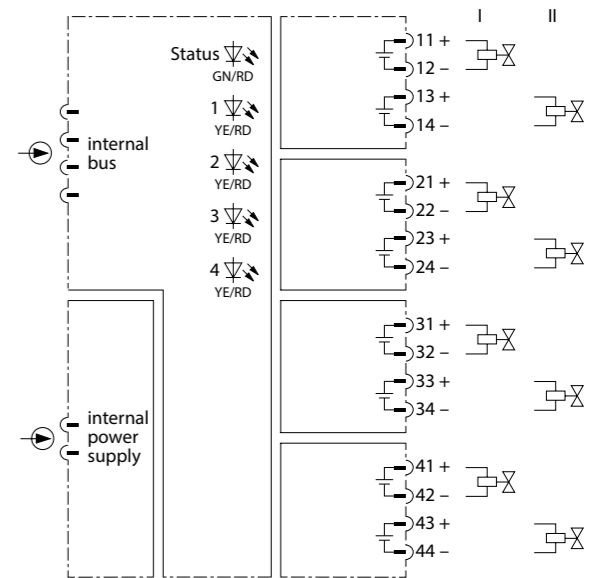 I II
Status
GN/RD
1
YE/RD
2
YE/RD
3
YE/RD
4
YE/RD
internal
bus
internal
power
supply
11 +
12 –
13 +
14 –
21 +
22 –
23 +
24 –
31 +
32 –
33 +
34 –
41 +
42 –
43 +
44 –